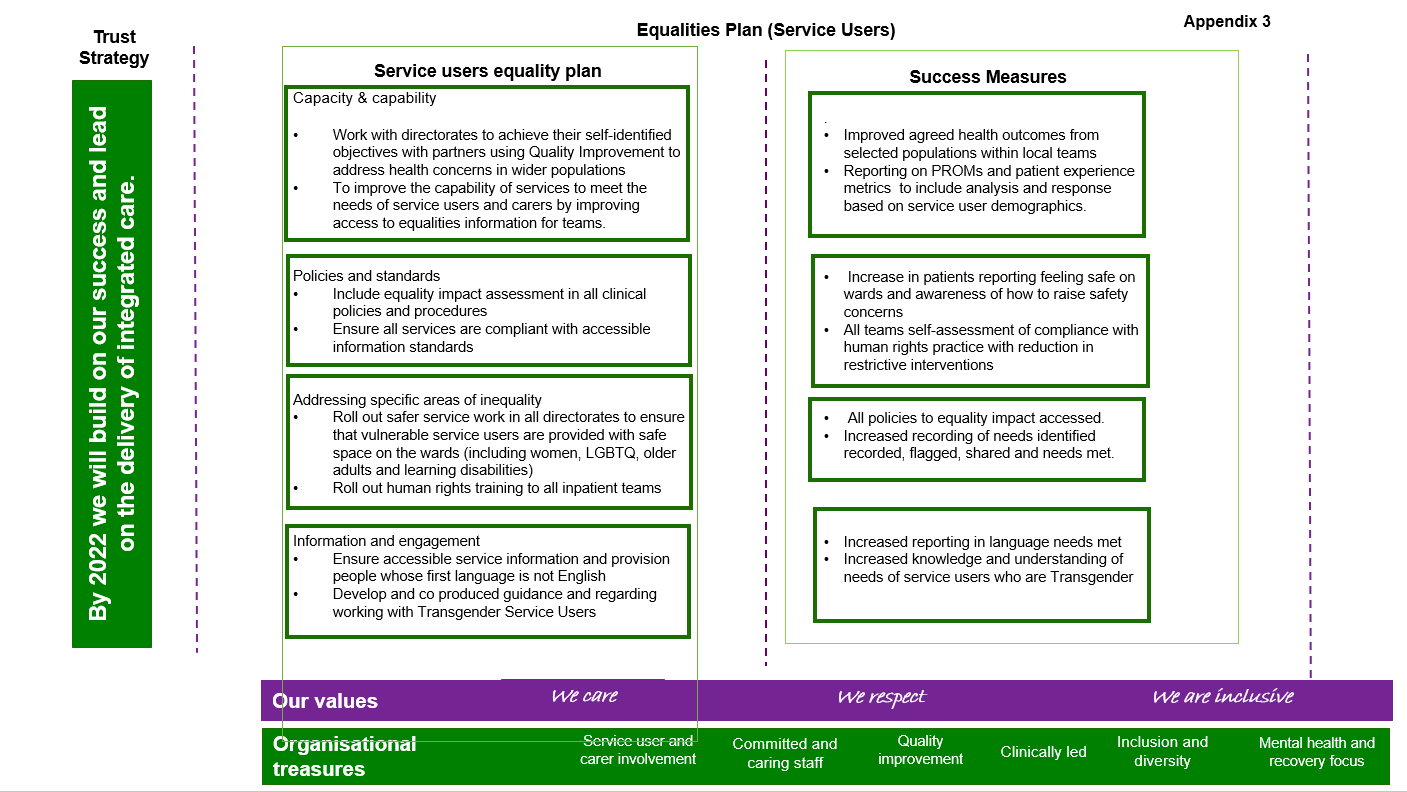 Appendix 3
Equalities Plan (Service Users)
Trust
Strategy
By 2022 we will build on our success and lead
on the delivery of integrated care.
Service users equality plan
Capacity & capability
• Work with directorates to achieve their self-identified
objectives with partners using Quality Improvement to
address health concerns in wider populations
• To improve the capability of services to meet the
needs of service users and carers by improving
access to equalities information for teams.
Policies and standards
• Include equality impact assessment in all clinical
policies and procedures
• Ensure all services are compliant with accessible
information standards
Addressing specific areas of inequality
• Roll out safer service work in all directorates to ensure
that vulnerable service users are provided with safe
space on the wards (including women, LGBTQ, older
adults and learning disabilities)
• Roll out human rights training to all inpatient teams
Information and engagement
• Ensure accessible service information and provision
people whose first language is not English
• Develop and co produced guidance and regarding
working with Transgender Service Users
Success Measures
.
• Improved agreed health outcomes from
selected populations within local teams
• Reporting on PROMs and patient experience
metrics to include analysis and response
based on service user demographics.
• Increase in patients reporting feeling safe on
wards and awareness of how to raise safety
concerns
• All teams self-assessment of compliance with
human rights practice with reduction in
restrictive interventions
• All policies to equality impact accessed.
• Increased recording of needs identified
recorded, flagged, shared and needs met.
• Increased reporting in language needs met
• Increased knowledge and understanding of
needs of service users who are Transgender
Our values
We care
We respect
We are inclusive
Organisational
treasures
Service user and
carer involvement
Committed and
caring staff
Quality
improvement
Clinically led
Inclusion and
diversity
Mental health and
recovery focus